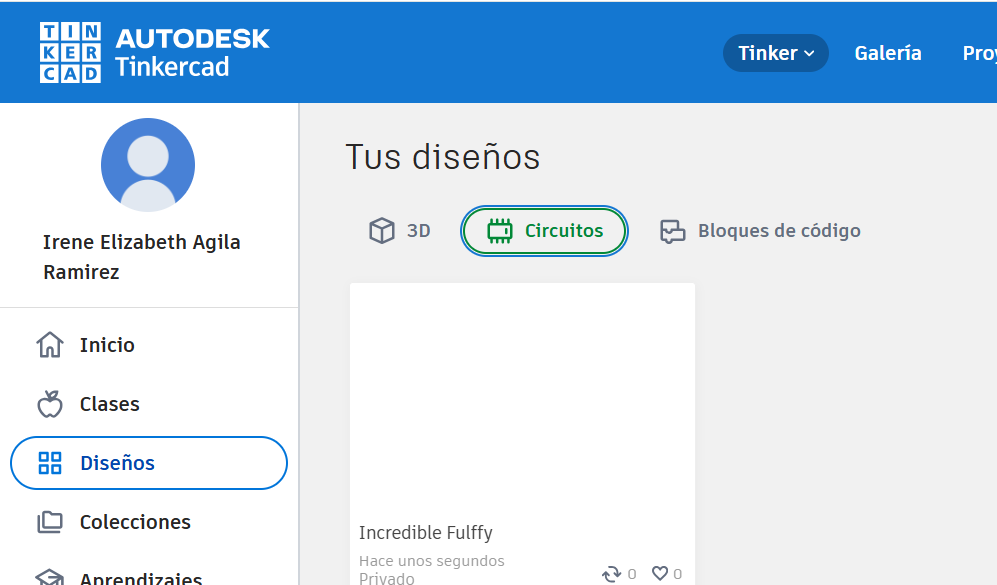 TIN
KER
CAD
AUTODESK
Tinkercad
Tinker
Galería
Proy
Irene Elizabeth Agila
Ramirez
Inicio
Clases
Diseños
Colecciones
Aprendizajes
Tus diseños
3D
Circuitos
Bloques de código
Incredible Fulffy
Hace unos segundos
Privado
0
0